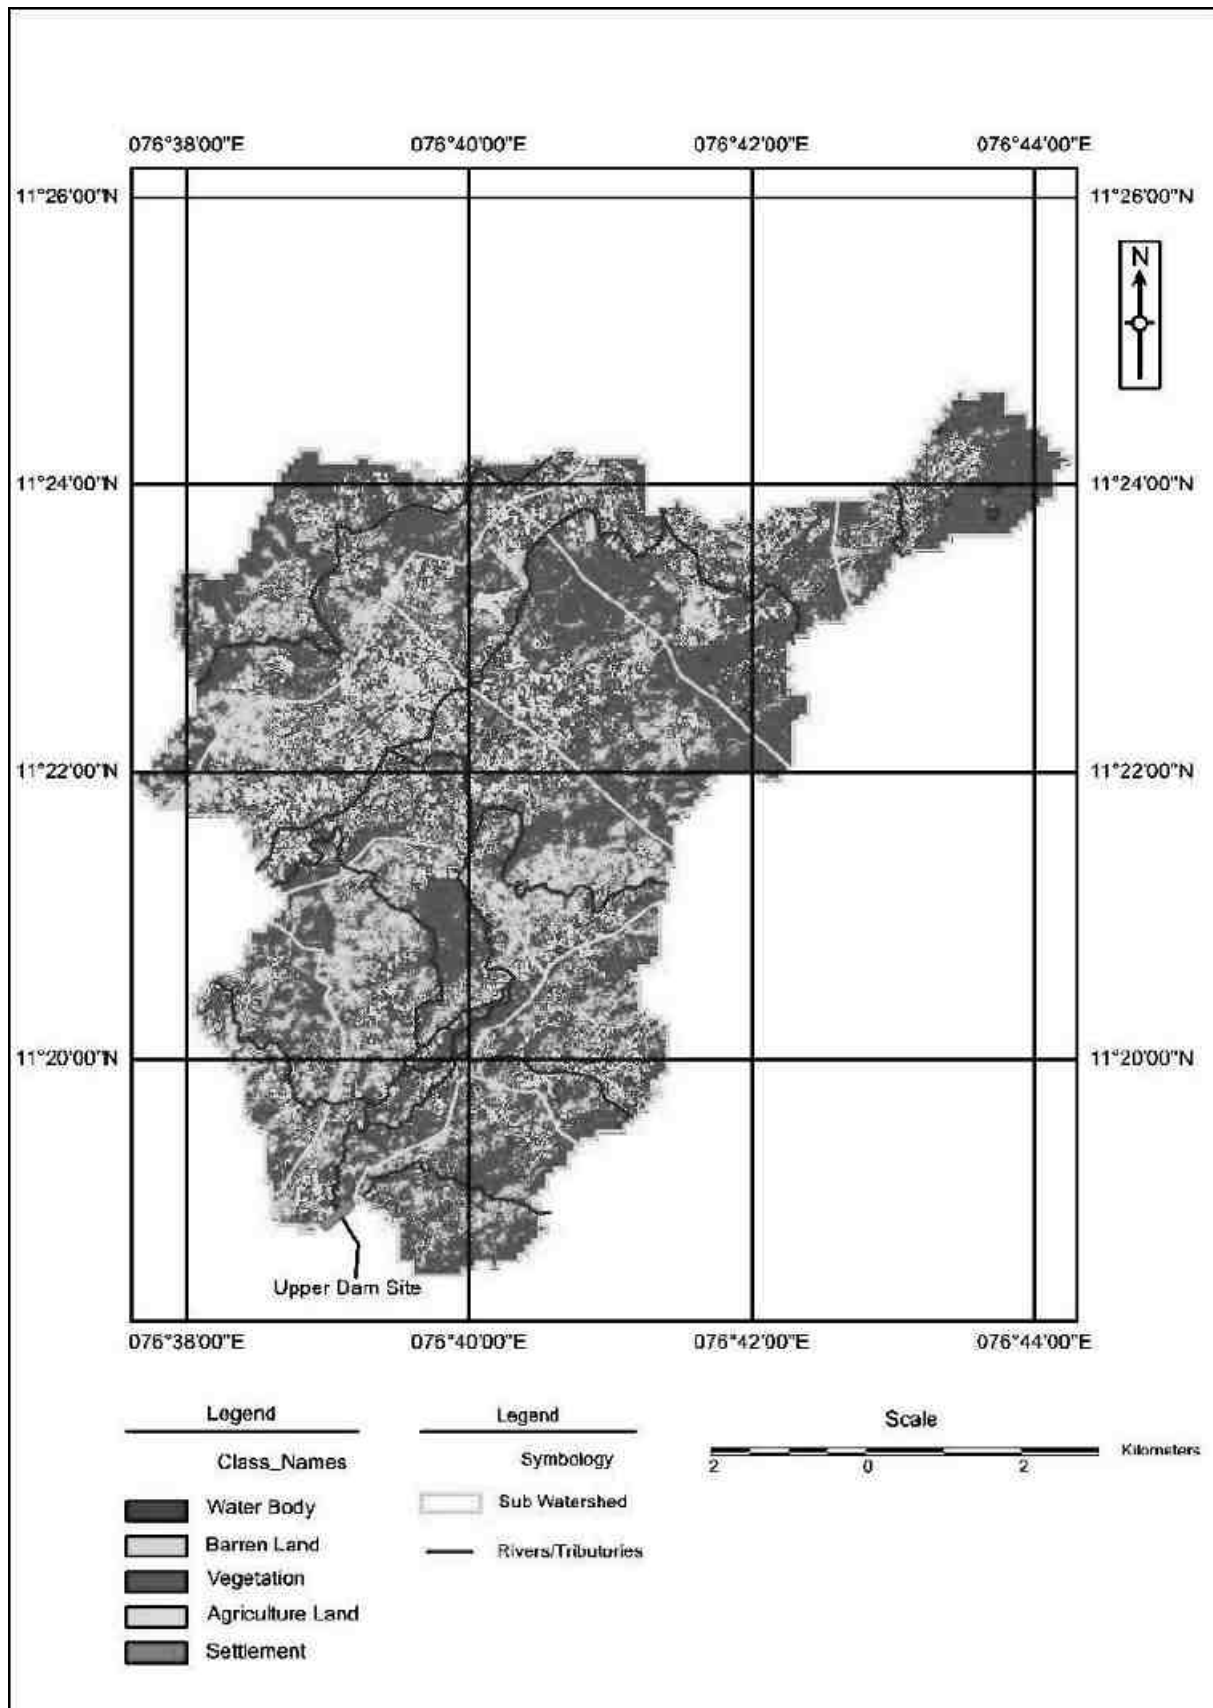 076°38'00"E 076°40'00"E 076°42'00"E 076°44'00"E
11°26'00"N 11°26'00"N
N
11°24'00"N 11°24'00"N
11°22'00"N 11°22'00"N
11°20'00"N 11°20'00"N
Upper Dam Site
076°38'00"E 076°40'00"E 076°42'00"E 076°44'00"E
Legend
Class_Names
Water Body
Barren Land
Vegetation
Agriculture Land
Settlement
Legend
Symbology
Sub Watershed
Rivers/Tributories
Scale
Kilometers
2 0 2